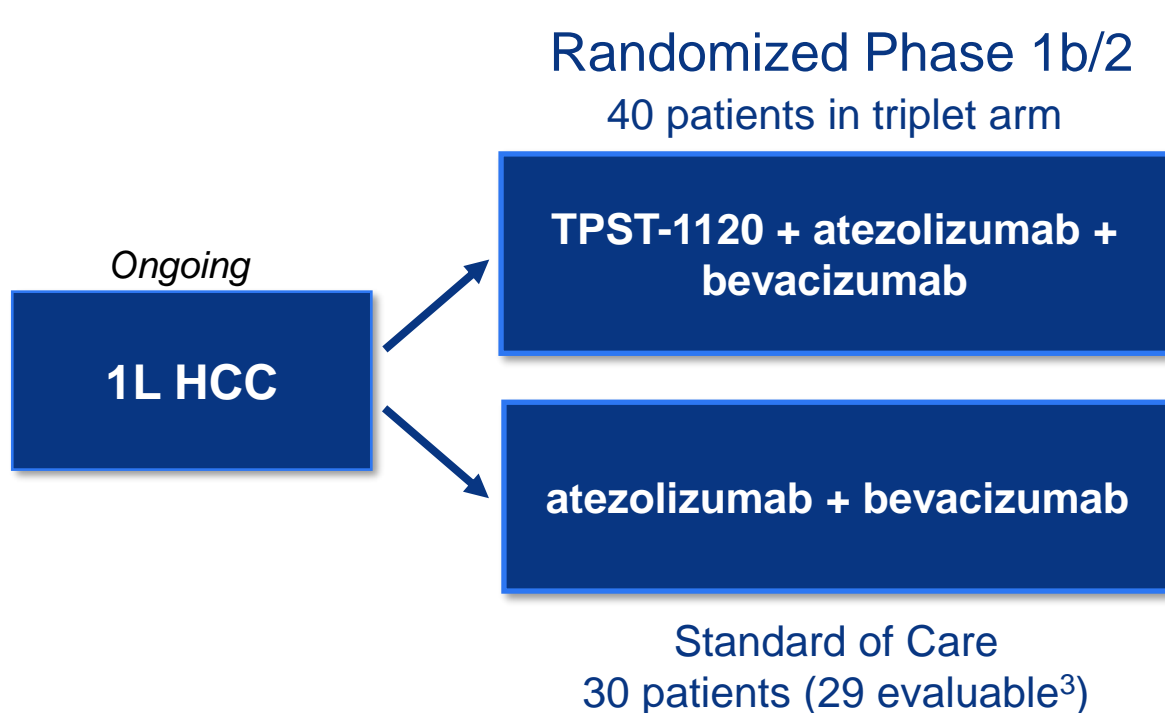 Randomized Phase 1b/2
40 patients in triplet arm
TPST-1120 + atezolizumab +
bevacizumab
Ongoing
1L HCC
atezolizumab + bevacizumab
Standard of Care
30 patients (29 evaluable³)